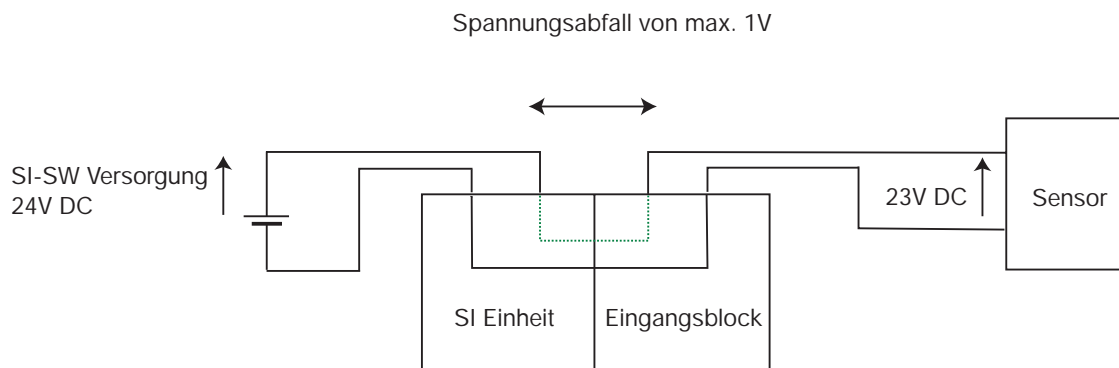 Spannungsabfall von max. 1V
SI-SW Versorgung
24V DC
23V DC
Sensor
SI Einheit
Eingangsblock